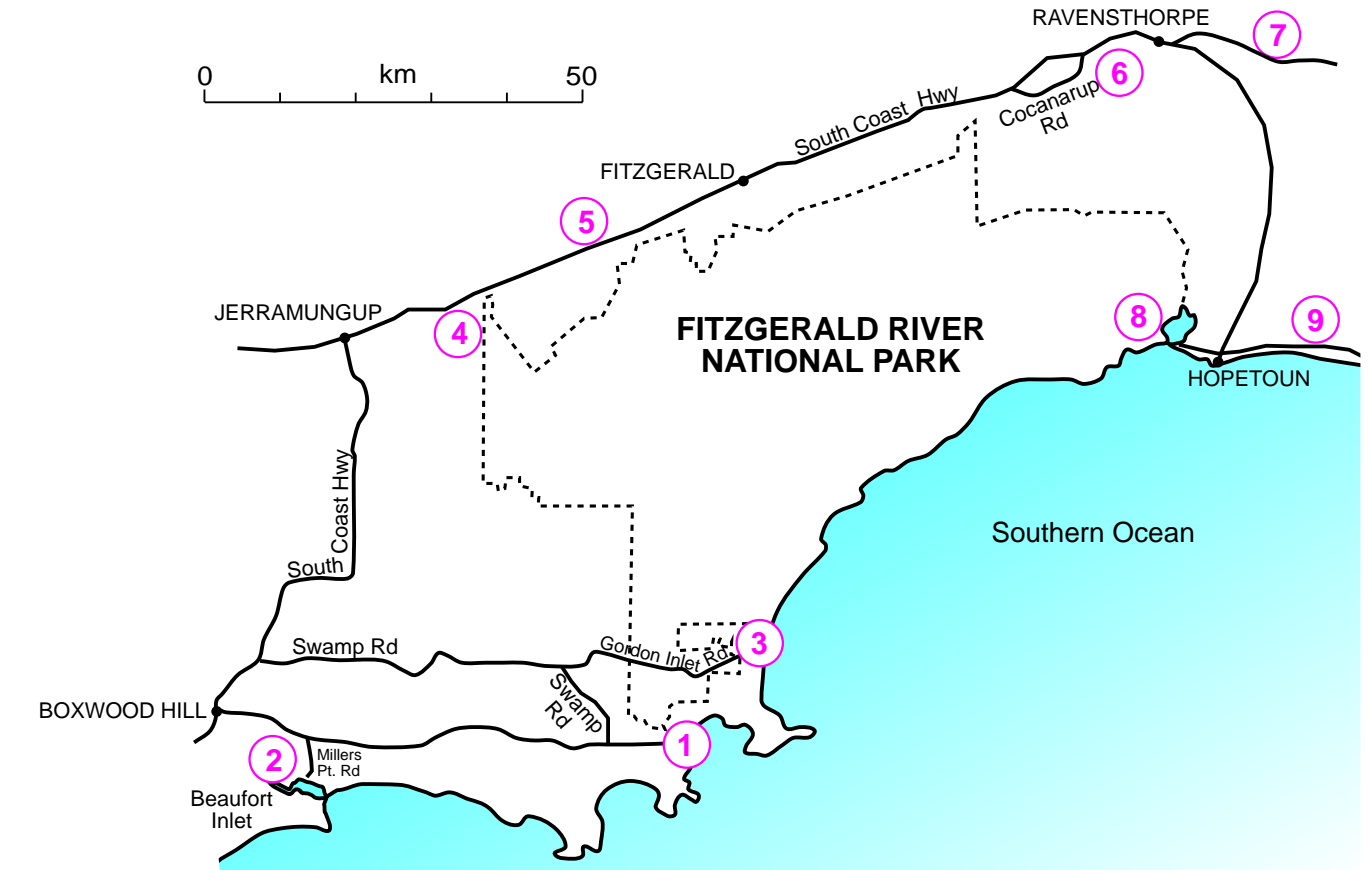 RAVENSTHORPE
7
0 km 50
6
South Coast Hwy
Cocanarup
Rd
FITZGERALD
5
JERRAMUNGUP
4
FITZGERALD RIVER
NATIONAL PARK
8
9
HOPETOUN
South Coast Hwy
Southern Ocean
Swamp Rd
Gordon Inlet Rd
3
Swamp
Rd
BOXWOOD HILL
1
2
Millers
Pt. Rd
Beaufort
Inlet